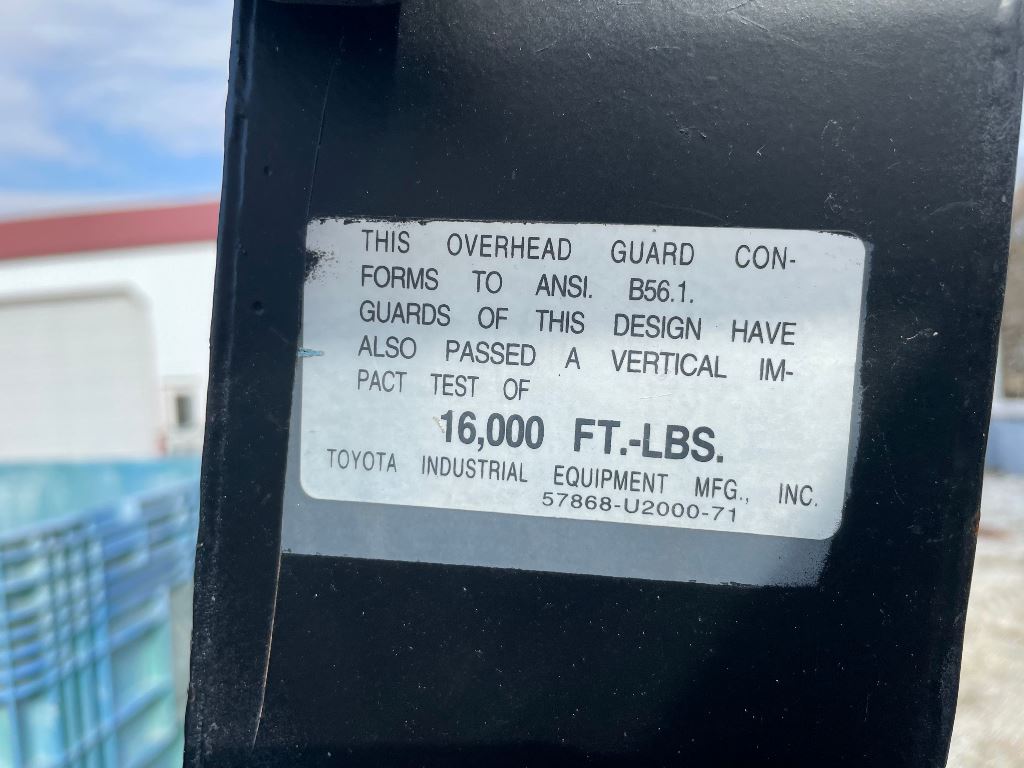 THIS OVERHEAD GUARD CON-
FORMS TO ANSI. B56.1.
GUARDS OF THIS DESIGN HAVE
ALSO PASSED A VERTICAL IM-
PACT TEST OF
16,000 FT.-LBS.
TOYOTA INDUSTRIAL EQUIPMENT MFG., INC.
57868-U2000-71